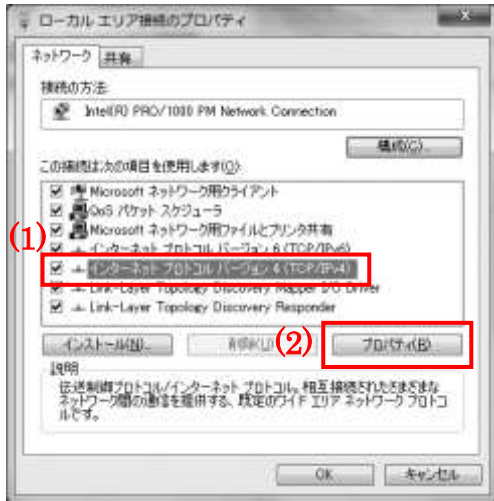 ローカル エリア接続のプロパティ
ネットワーク 共有
接続の方法:
Intel(R) PRO/1000 PM Network Connection
構成(C)...
この接続は次の項目を使用します(O):
Microsoft ネットワーク用クライアント
QoS パケット スケジューラ
Microsoft ネットワーク用ファイルとプリンタ共有
(1)
インターネット プロトコル バージョン 6 (TCP/IPv6)
インターネット プロトコル バージョン 4 (TCP/IPv4)
Link-Layer Topology Discovery Mapper I/O Driver
Link-Layer Topology Discovery Responder
インストール(N)... 削除(U) (2) プロパティ(R)
説明
伝送制御プロトコル/インターネット プロトコル。相互接続されたさまざまな
ネットワーク間の通信を提供する、既定のワイド エリア ネットワーク プロトコ
ルです。
OK キャンセル